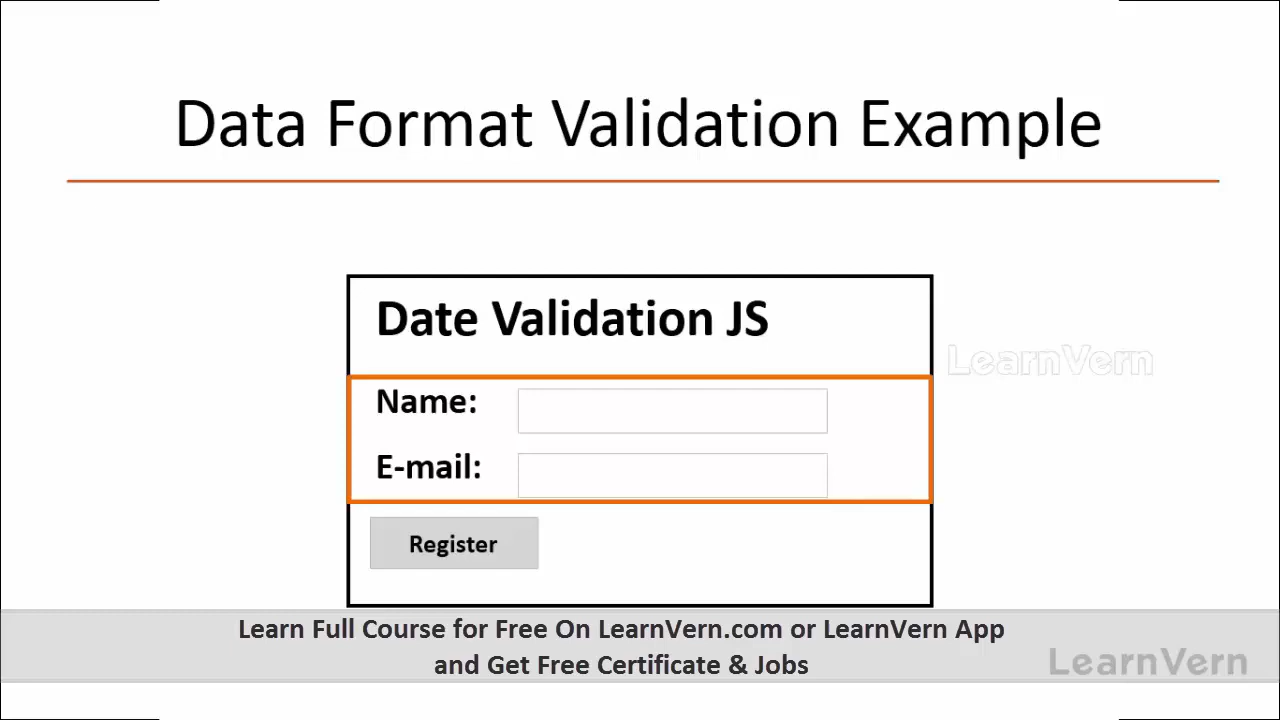 Data Format Validation Example
Date Validation JS
LearnVern
Name:
E-mail:
Register
Learn Full Course for Free On LearnVern.com or LearnVern App
and Get Free Certificate & Jobs
LearnVern